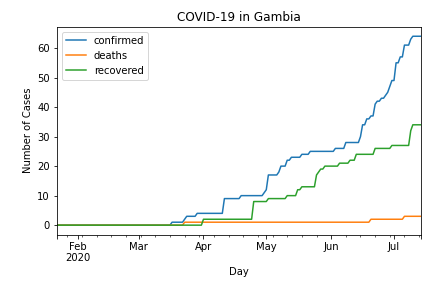 COVID-19 in Gambia
confirmed
deaths
recovered
Number of Cases
60
50
40
30
20
10
0
Feb
2020
Mar
Apr
May
Jun
Jul
Day